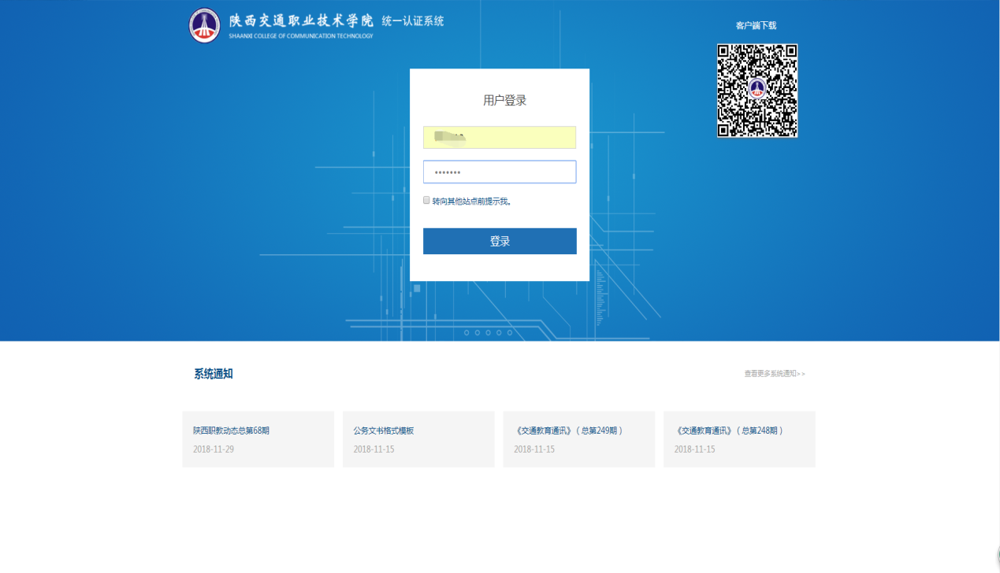 陕西交通职业技术学院 统一认证系统
SHAANXI COLLEGE OF COMMUNICATION TECHNOLOGY
客户端下载
用户登录
•••••••
转向其他站点前提示我。
登录
系统通知
查看更多系统通知>>
陕西职教动态总第68期
2018-11-29
公务文书格式模板
2018-11-15
《交通教育通讯》(总第249期)
2018-11-15
《交通教育通讯》(总第248期)
2018-11-15